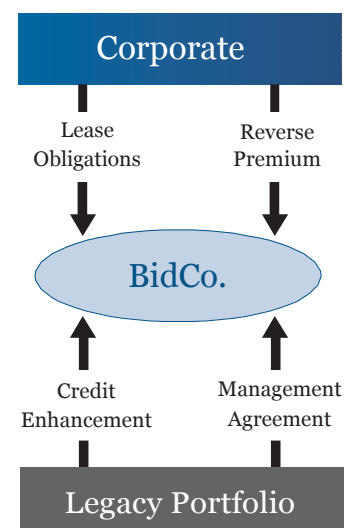 Corporate
Lease
Obligations
Reverse
Premium
BidCo.
Credit
Enhancement
Management
Agreement
Legacy Portfolio